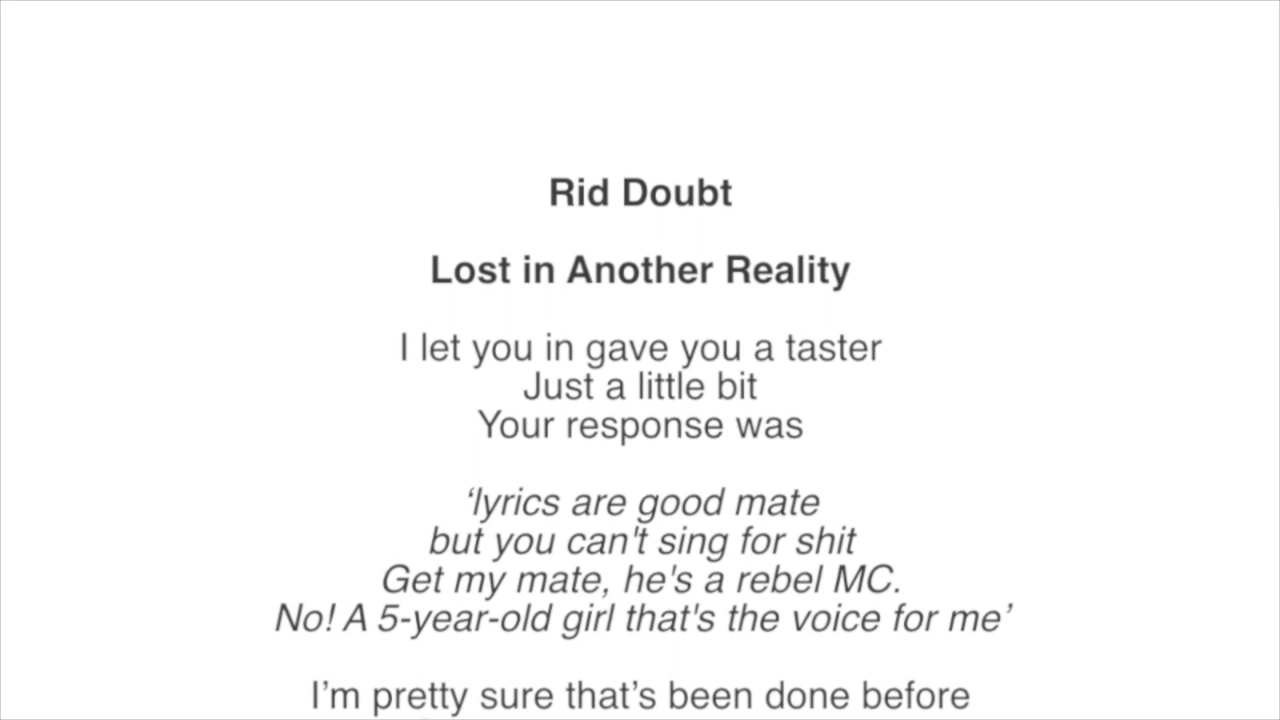 Rid Doubt
Lost in Another Reality
I let you in gave you a taster
Just a little bit
Your response was
‘lyrics are good mate
but you can't sing for shit
Get my mate, he's a rebel MC.
No! A 5-year-old girl that's the voice for me’
I’m pretty sure that’s been done before